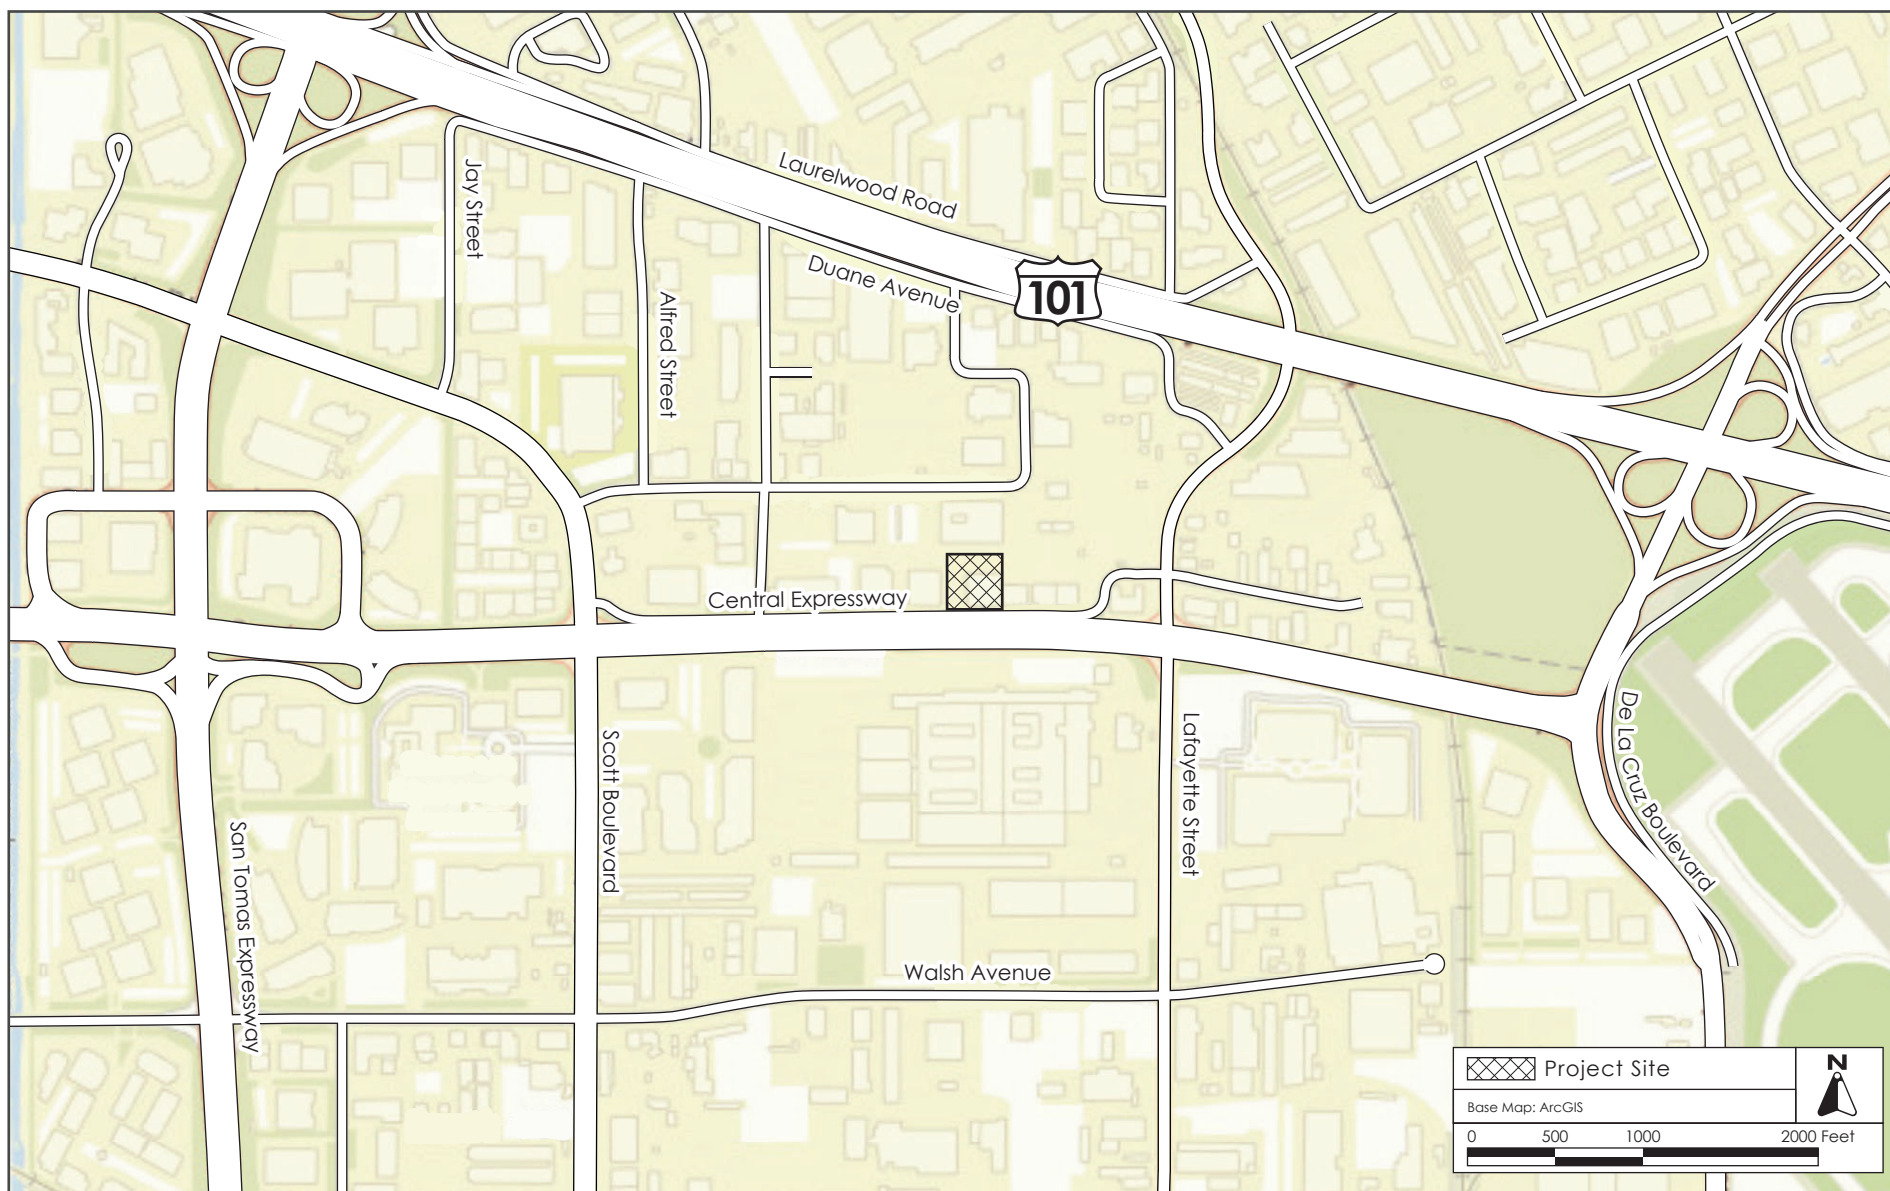 Laurelwood Road
Jay Street
Duane Avenue
101
Alfred Street
Central Expressway
Scott Boulevard
Lafayette Street
De La Cruz Boulevard
San Tomas Expressway
Walsh Avenue
Project Site
N
Base Map: ArcGIS
0 500 1000 2000 Feet